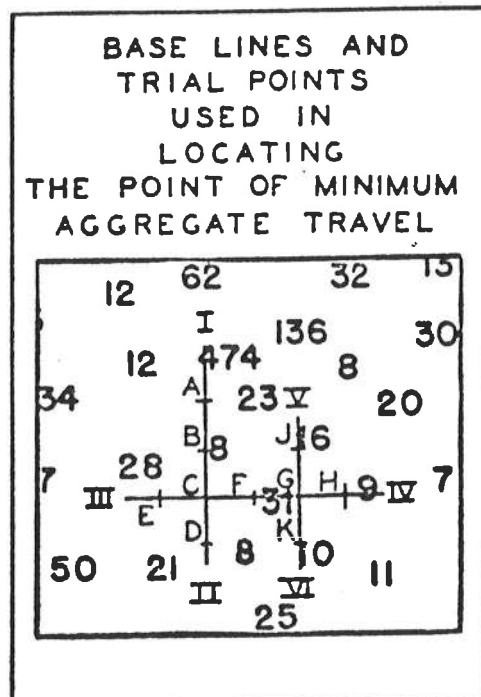 BASE LINES AND
TRIAL POINTS
USED IN
LOCATING
THE POINT OF MINIMUM
AGGREGATE TRAVEL
62 32 13
12
I 136 30
12 474 8
34 A 23 V 20
B 8 J 16
7 28 7
III E C F 31 G H 9 IV
D K
50 21 8 10 11
II VI
25